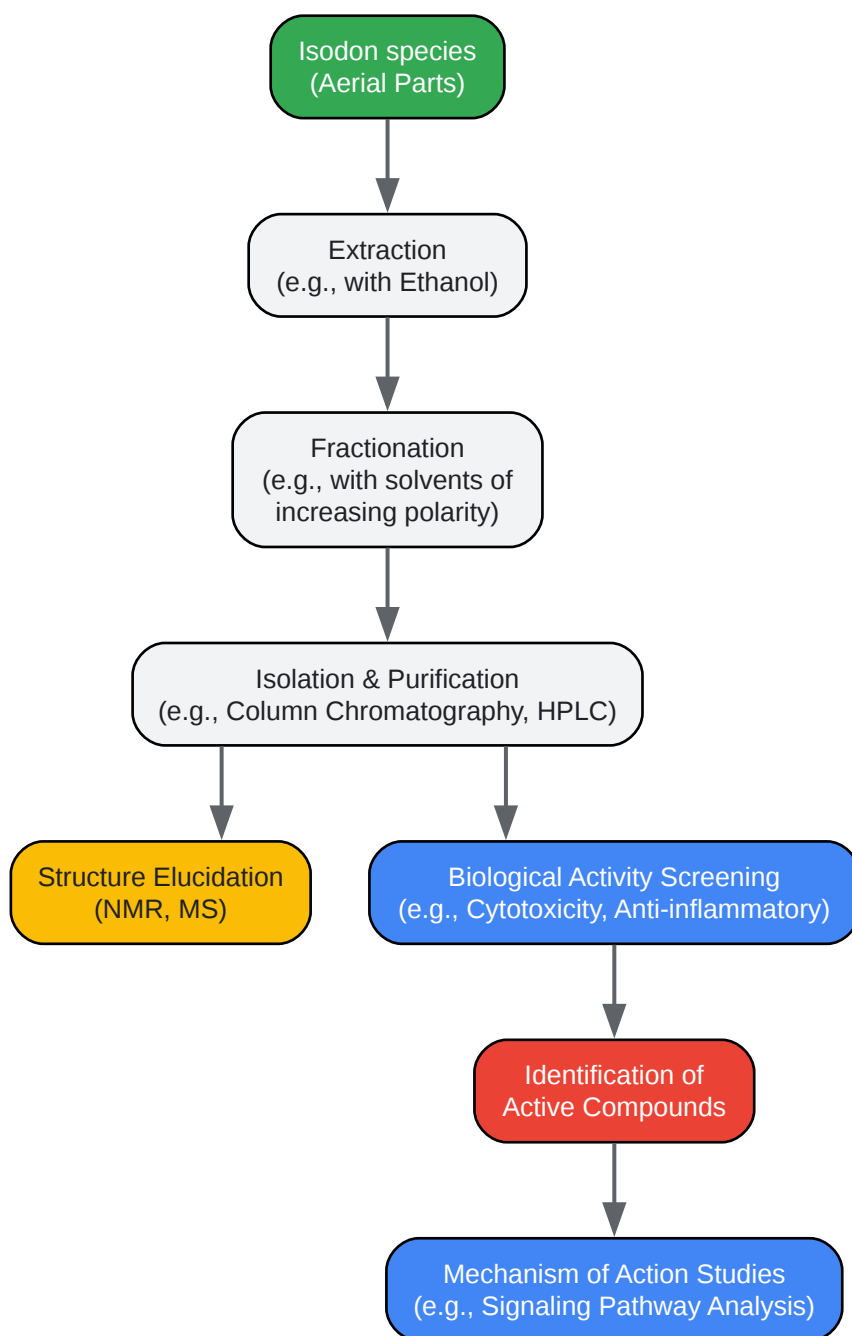 Isodon species
(Aerial Parts)
Extraction
(e.g., with Ethanol)
Fractionation
(e.g., with solvents of
increasing polarity)
Isolation & Purification
(e.g., Column Chromatography, HPLC)
Structure Elucidation
(NMR, MS)
Biological Activity Screening
(e.g., Cytotoxicity, Anti-inflammatory)
Identification of
Active Compounds
Mechanism of Action Studies
(e.g., Signaling Pathway Analysis)